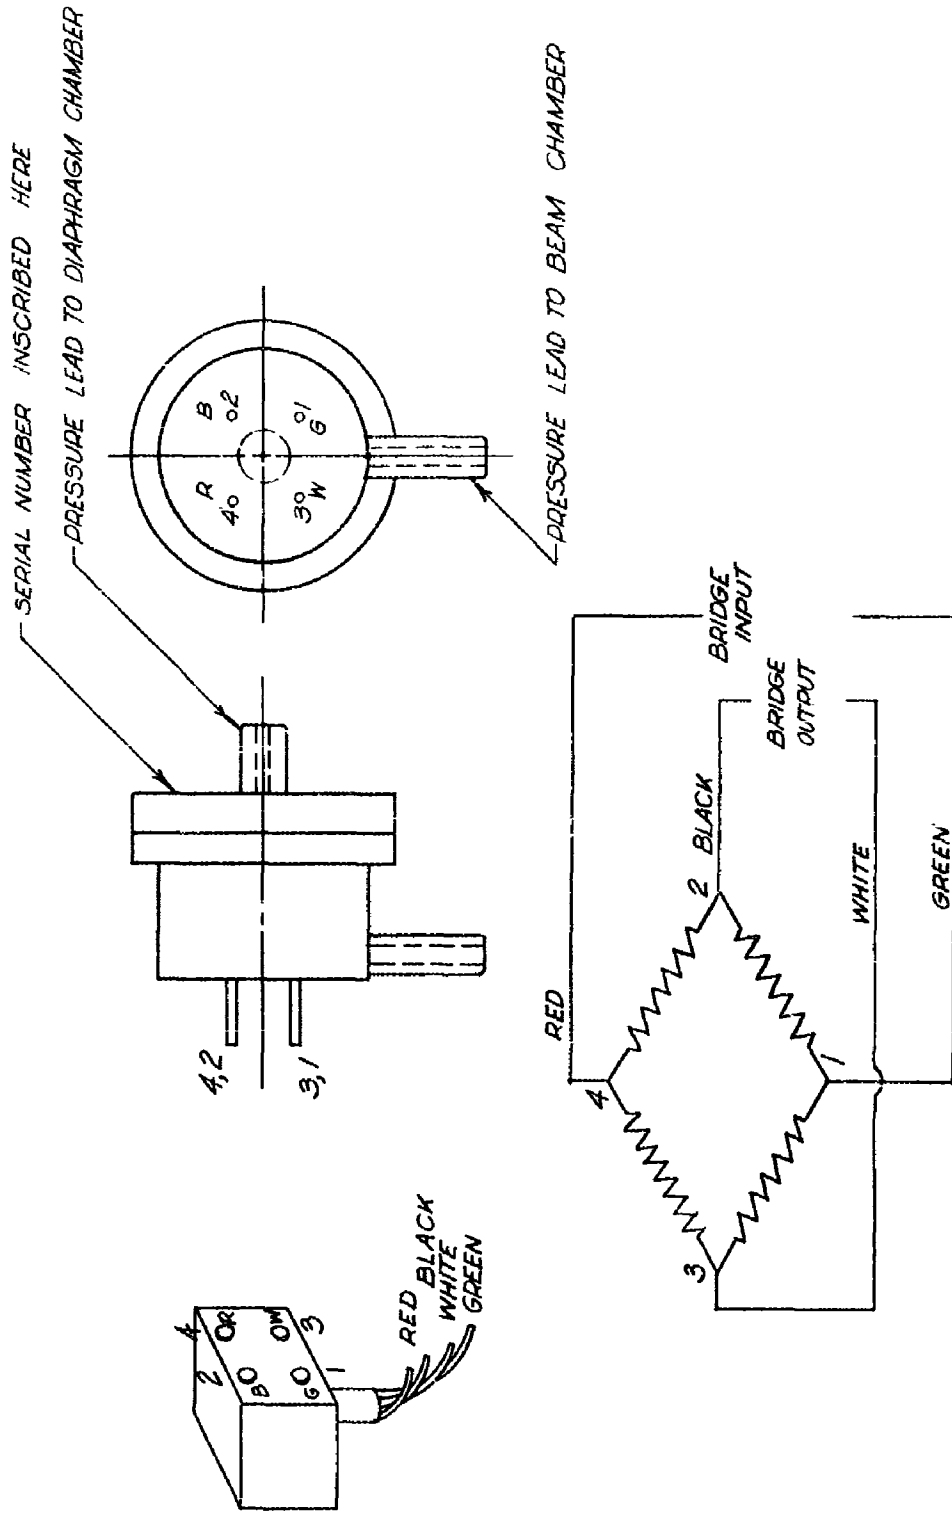 SERIAL NUMBER INSCRIBED HERE
PRESSURE LEAD TO DIAPHRAGM CHAMBER
R
4
B
2
3
W
1
G
PRESSURE LEAD TO BEAM CHAMBER
4,2
3,1
4
R
2
B
W
3
G
1
RED
BLACK
WHITE
GREEN
RED
4
2
BLACK
3
1
WHITE
GREEN
BRIDGE
INPUT
BRIDGE
OUTPUT